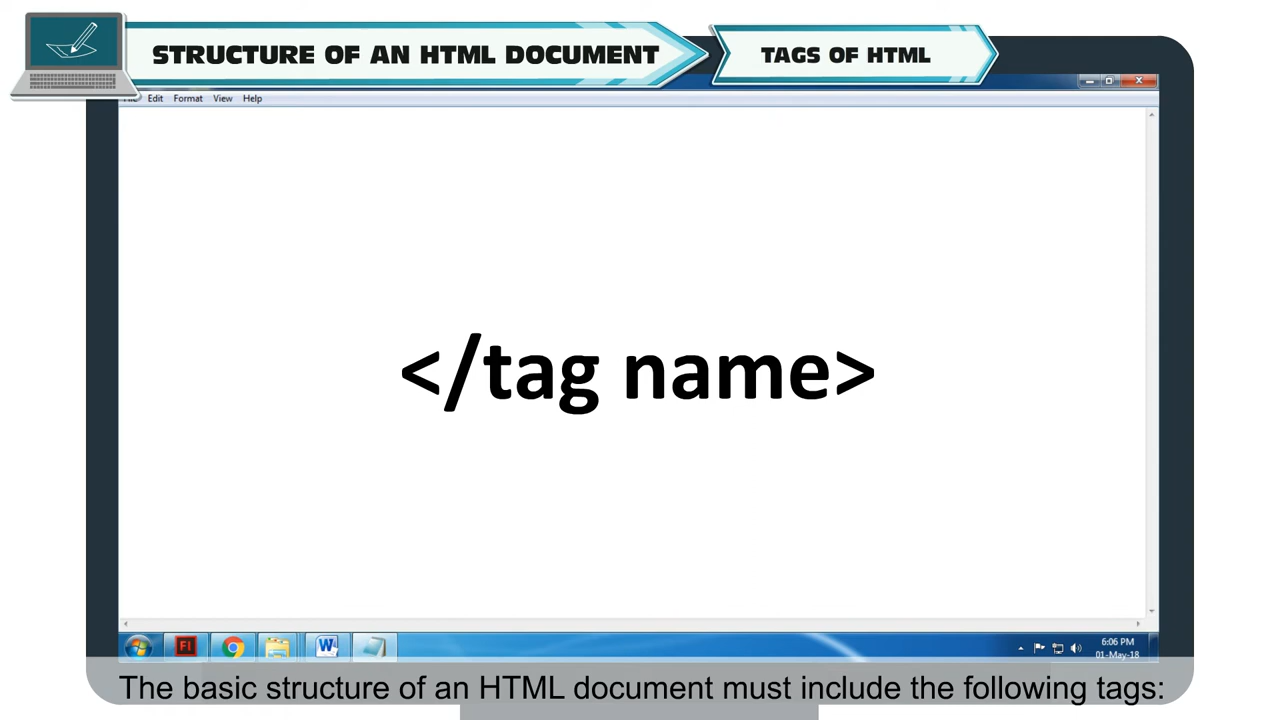 STRUCTURE OF AN HTML DOCUMENT
TAGS OF HTML
Edit Format View Help
</tag name>
Fl
W
6:06 PM
01-May-18
The basic structure of an HTML document must include the following tags: